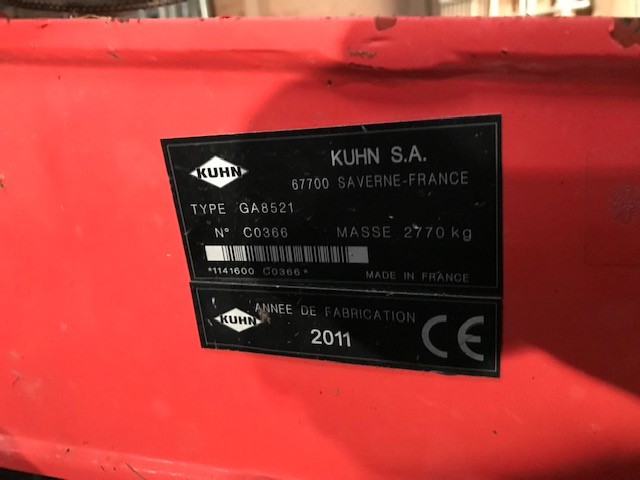 KUHN
KUHN S.A.
67700 SAVERNE-FRANCE
TYPE GA8521
N° C0366 MASSE 2770 kg
*1141600 C0366*
MADE IN FRANCE
KUHN
ANNEE DE FABRICATION
2011
CE